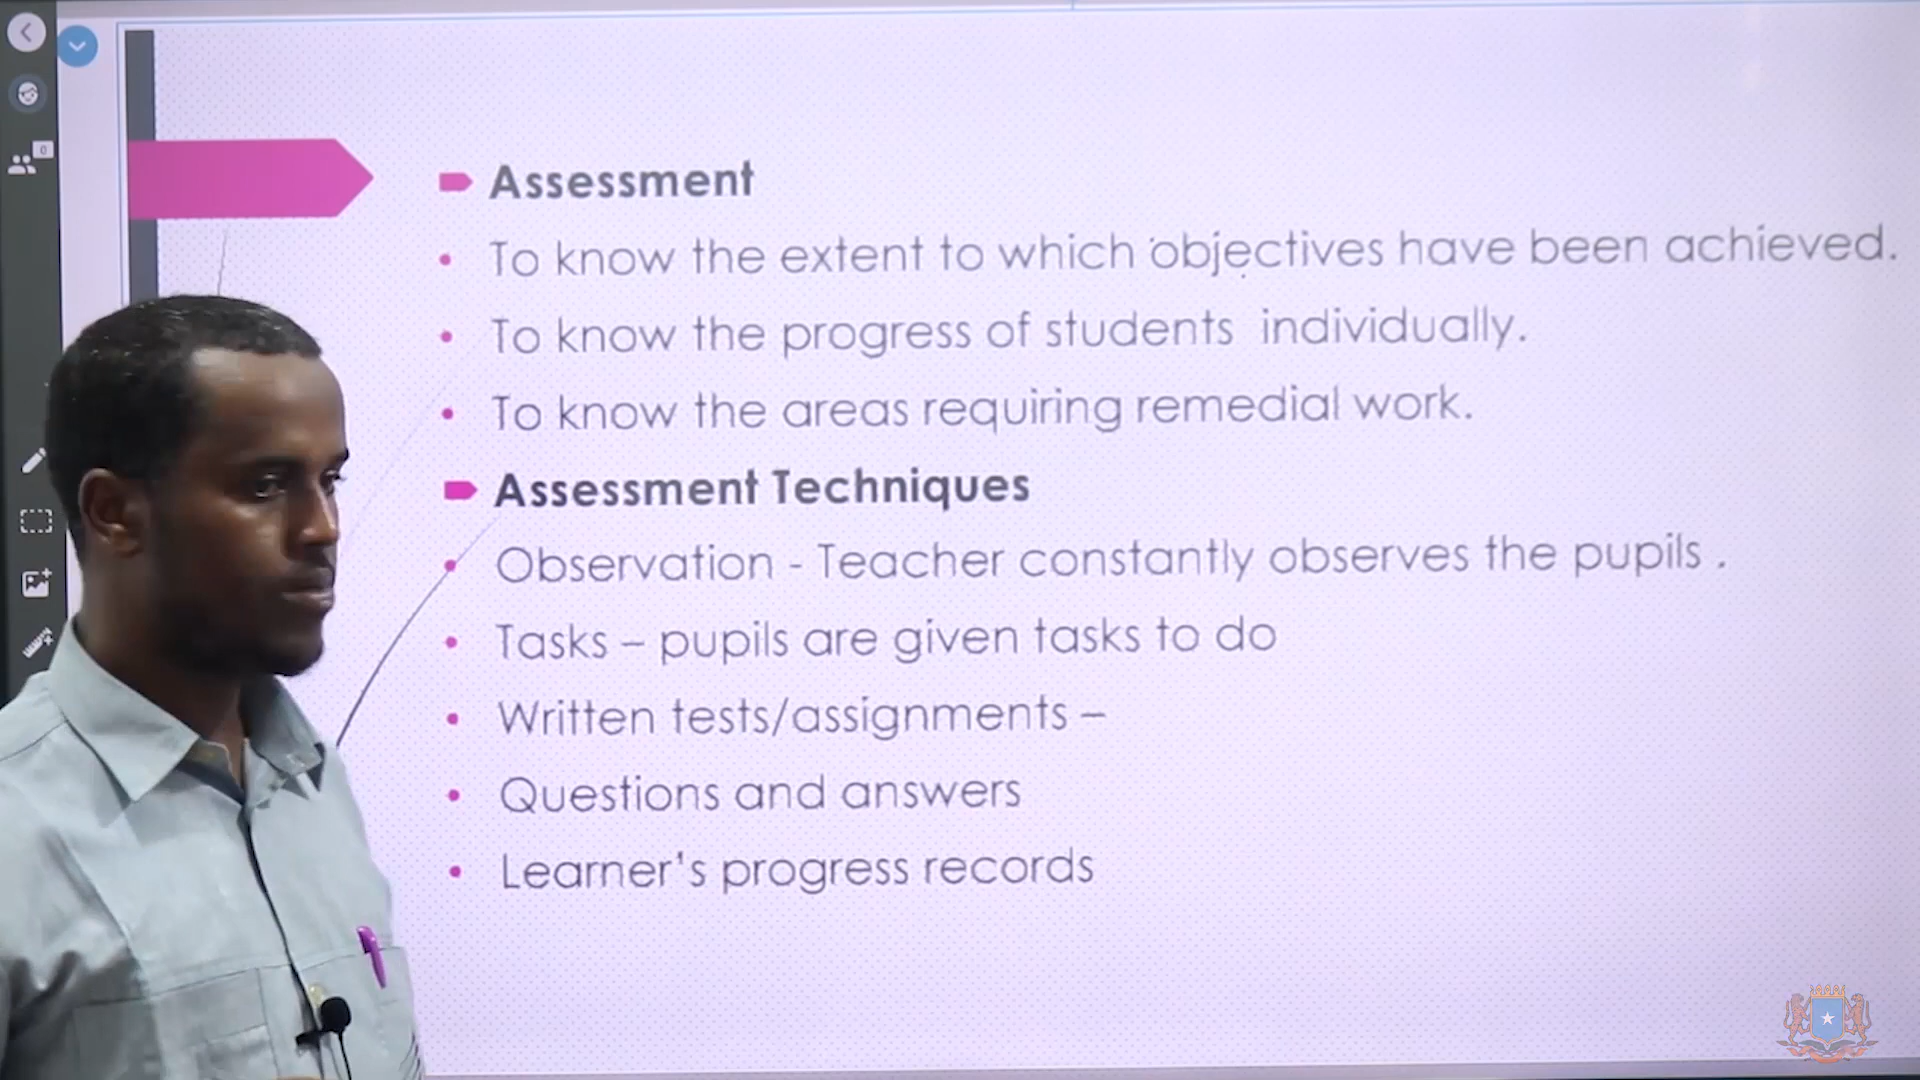 0
Assessment
• To know the extent to which objectives have been achieved.
• To know the progress of students individually.
• To know the areas requiring remedial work.
Assessment Techniques
• Observation - Teacher constantly observes the pupils .
• Tasks – pupils are given tasks to do
• Written tests/assignments –
• Questions and answers
• Learner's progress records